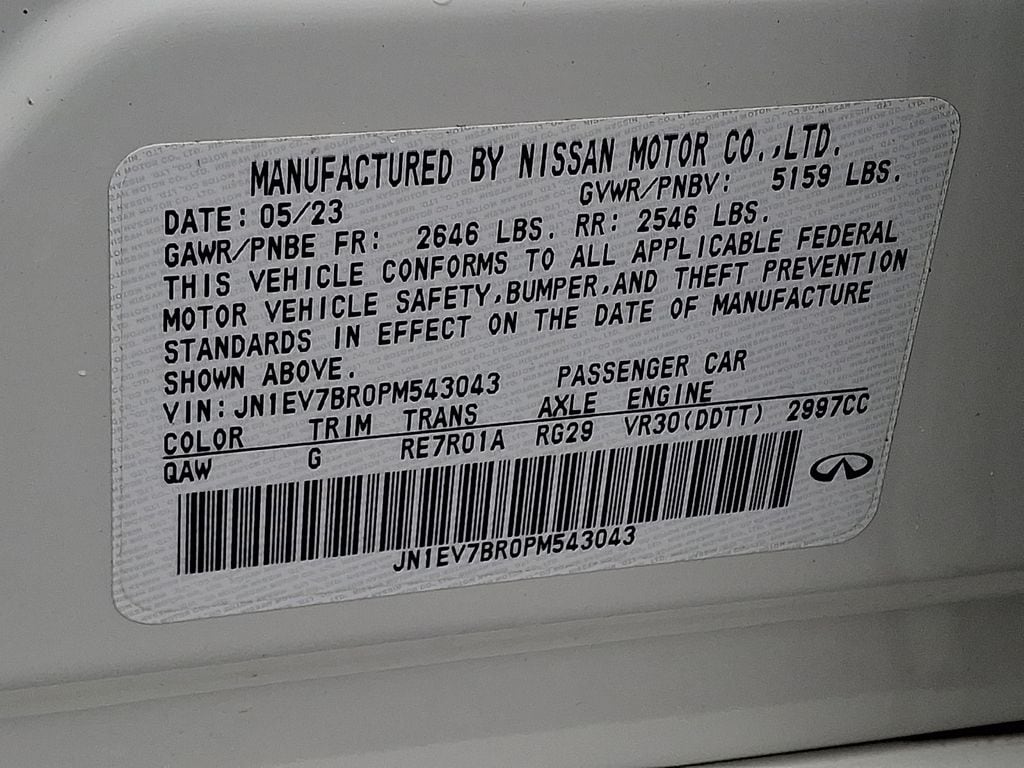 MANUFACTURED BY NISSAN MOTOR CO.,LTD.
DATE: 05/23 GVWR/PNBV: 5159 LBS.
GAWR/PNBE FR: 2646 LBS. RR: 2546 LBS.
THIS VEHICLE CONFORMS TO ALL APPLICABLE FEDERAL
MOTOR VEHICLE SAFETY,BUMPER,AND THEFT PREVENTION
STANDARDS IN EFFECT ON THE DATE OF MANUFACTURE
SHOWN ABOVE.
VIN:JN1EV7BR0PM543043 PASSENGER CAR
COLOR TRIM TRANS AXLE ENGINE
QAW G RE7R01A RG29 VR30(DDTT) 2997CC
JN1EV7BR0PM543043